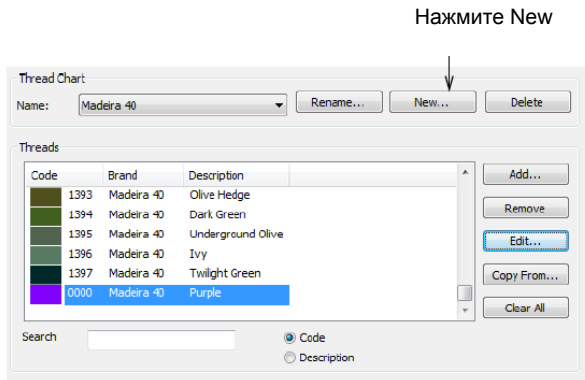 Нажмите New
Thread Chart
Name: Madeira 40 Rename... New... Delete
Threads
Code Brand Description Add...
1393 Madeira 40 Olive Hedge
1394 Madeira 40 Dark Green Remove
1395 Madeira 40 Underground Olive Edit...
1396 Madeira 40 Ivy
1397 Madeira 40 Twilight Green Copy From...
0000 Madeira 40 Purple Clear All
Search Code
Description